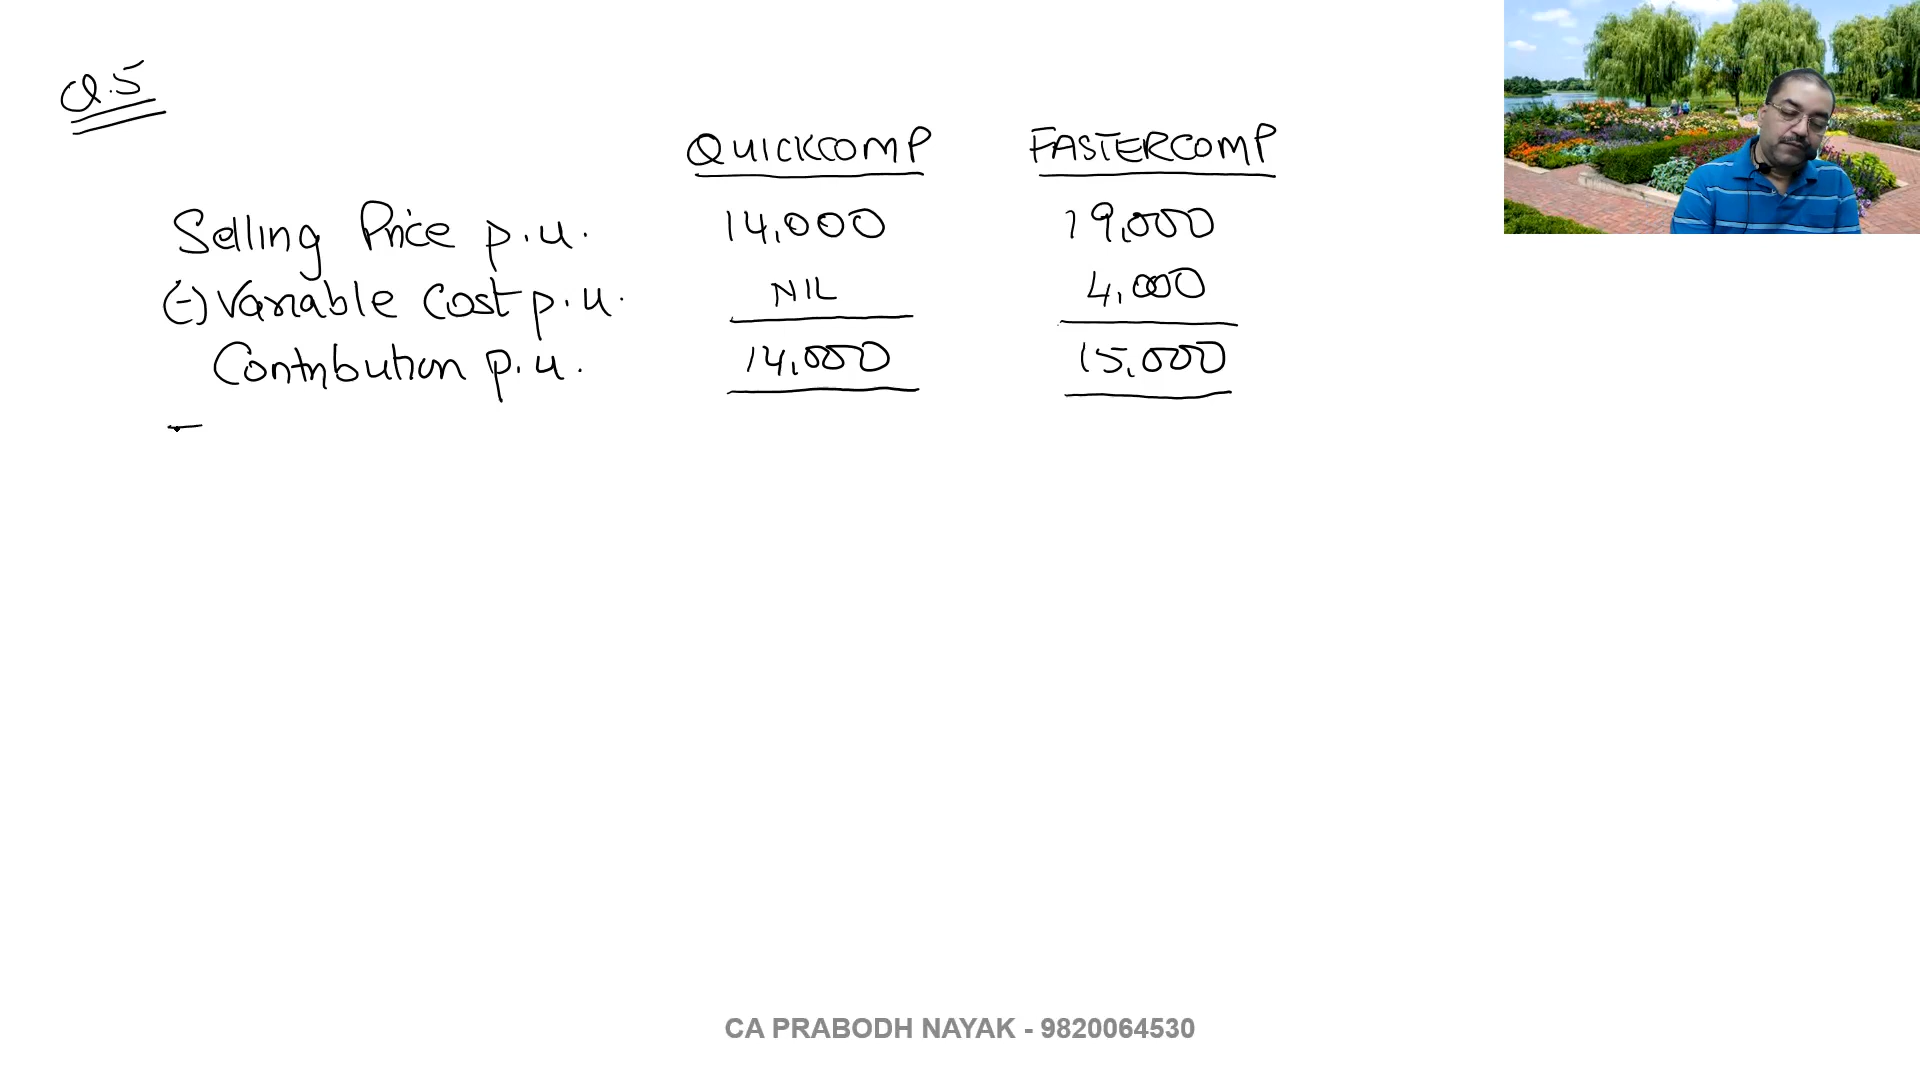 Q.5
QUICKCOMP FASTERCOMP
Selling Price p.u. 14,000 19,000
(-) Variable Cost p.u. NIL 4,000
Contribution p.u. 14,000 15,000
CA PRABODH NAYAK - 9820064530